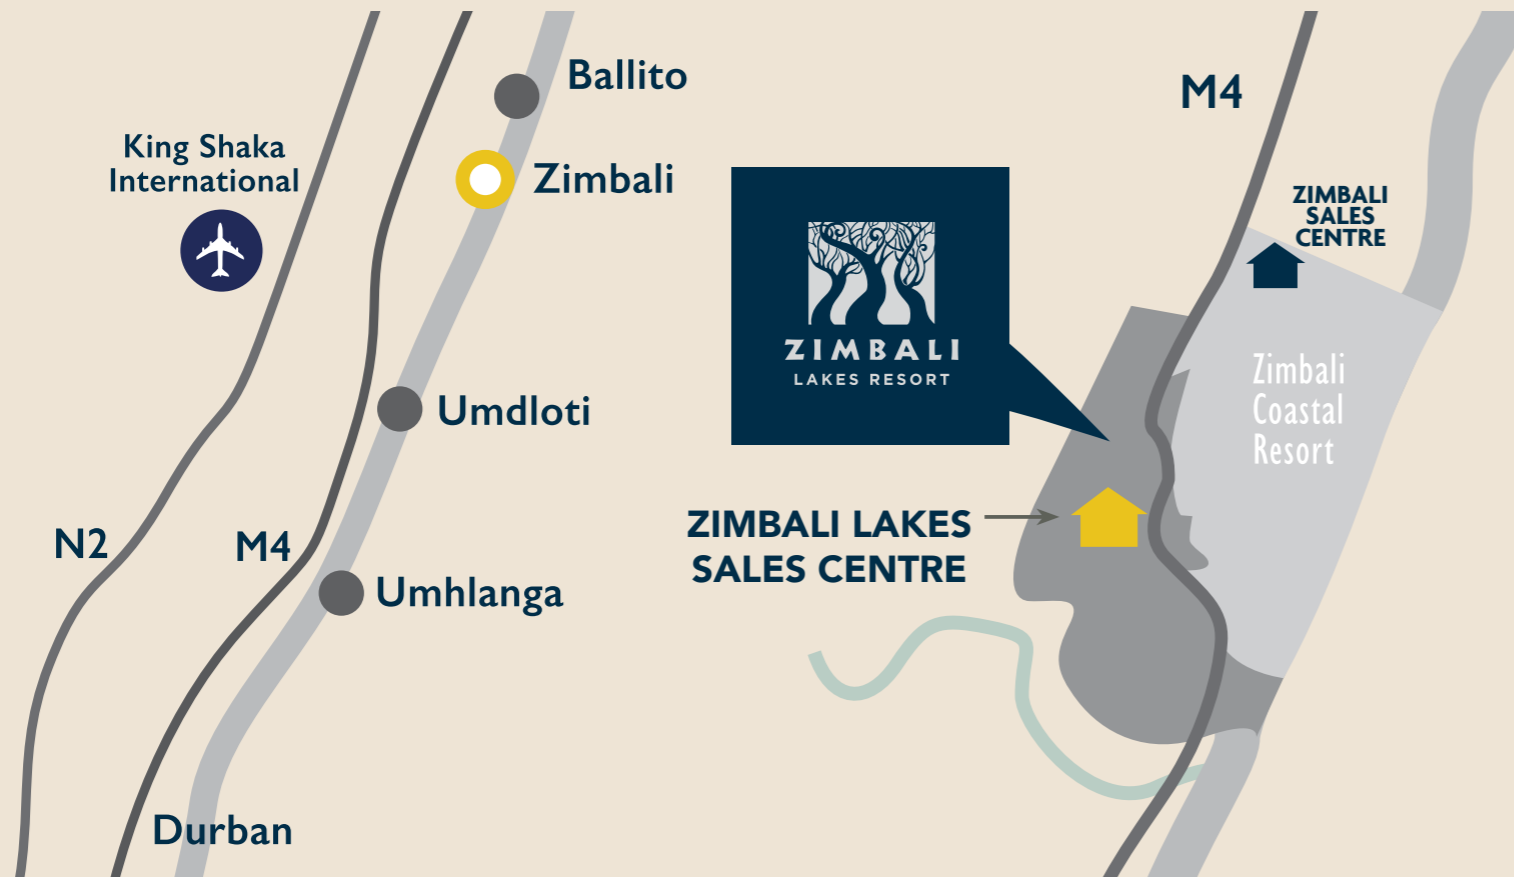 Ballito
King Shaka
International
Zimbali
Umdloti
N2
M4
Umhlanga
Durban
M4
ZIMBALI
SALES
CENTRE
ZIMBALI
LAKES RESORT
Zimbali
Coastal
Resort
ZIMBALI LAKES
SALES CENTRE